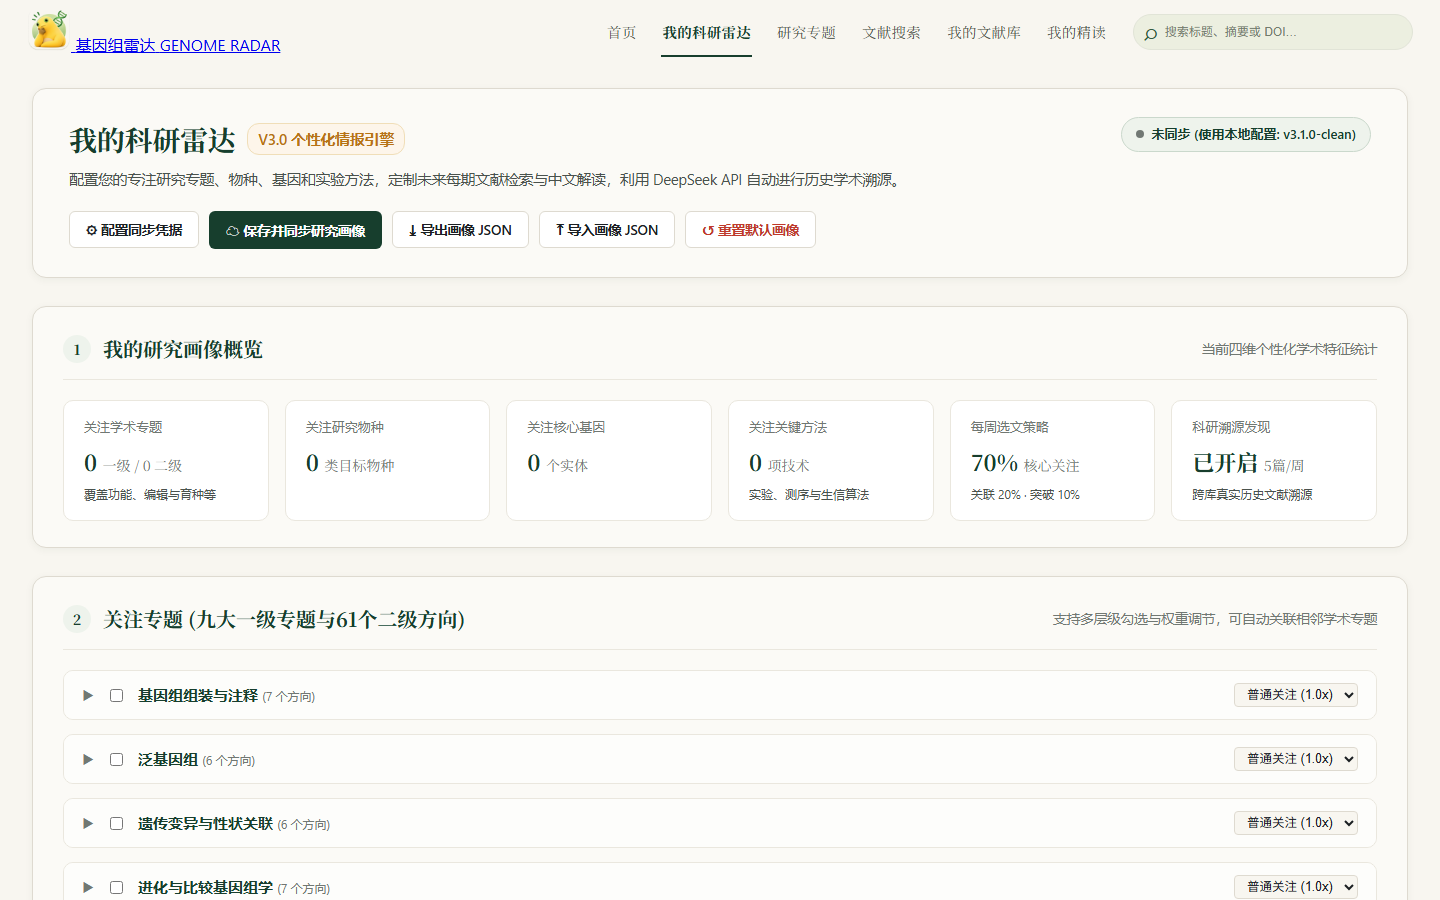 基因组雷达 GENOME RADAR
首页
我的科研雷达
研究专题
文献搜索
我的文献库
我的精读
搜索标题、摘要或 DOI...
我的科研雷达
V3.0 个性化情报引擎
未同步 (使用本地配置: v3.1.0-clean)
配置您的专注研究专题、物种、基因和实验方法，定制未来每期文献检索与中文解读，利用 DeepSeek API 自动进行历史学术溯源。
⚙ 配置同步凭据
保存并同步研究画像
导出画像 JSON
导入画像 JSON
↺ 重置默认画像
1
我的研究画像概览
当前四维个性化学术特征统计
关注学术专题
0 一级 / 0 二级
覆盖功能、编辑与育种等
关注研究物种
0 类目标物种
关注核心基因
0 个实体
关注关键方法
0 项技术
实验、测序与生信算法
每周选文策略
70% 核心关注
关联 20% · 突破 10%
科研溯源发现
已开启 5篇/周
跨库真实历史文献溯源
2
关注专题 (九大一级专题与61个二级方向)
支持多层级勾选与权重调节，可自动关联相邻学术专题
▶ 基因组组装与注释 (7 个方向)
普通关注 (1.0x)
▶ 泛基因组 (6 个方向)
普通关注 (1.0x)
▶ 遗传变异与性状关联 (6 个方向)
普通关注 (1.0x)
▶ 进化与比较基因组学 (7 个方向)
普通关注 (1.0x)